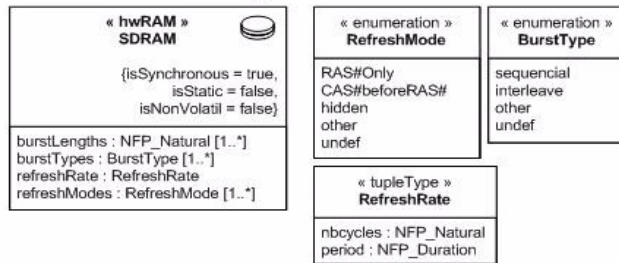 « hwRAM »
SDRAM
{isSynchronous = true,
isStatic = false,
isNonVolatil = false}
burstLengths : NFP_Natural [1..*]
burstTypes : BurstType [1..*]
refreshRate : RefreshRate
refreshModes : RefreshMode [1..*]
« enumeration »
RefreshMode
RAS#Only
CAS#beforeRAS#
hidden
other
undef
« enumeration »
BurstType
sequencial
interleave
other
undef
« tupleType »
RefreshRate
nbcycles : NFP_Natural
period : NFP_Duration